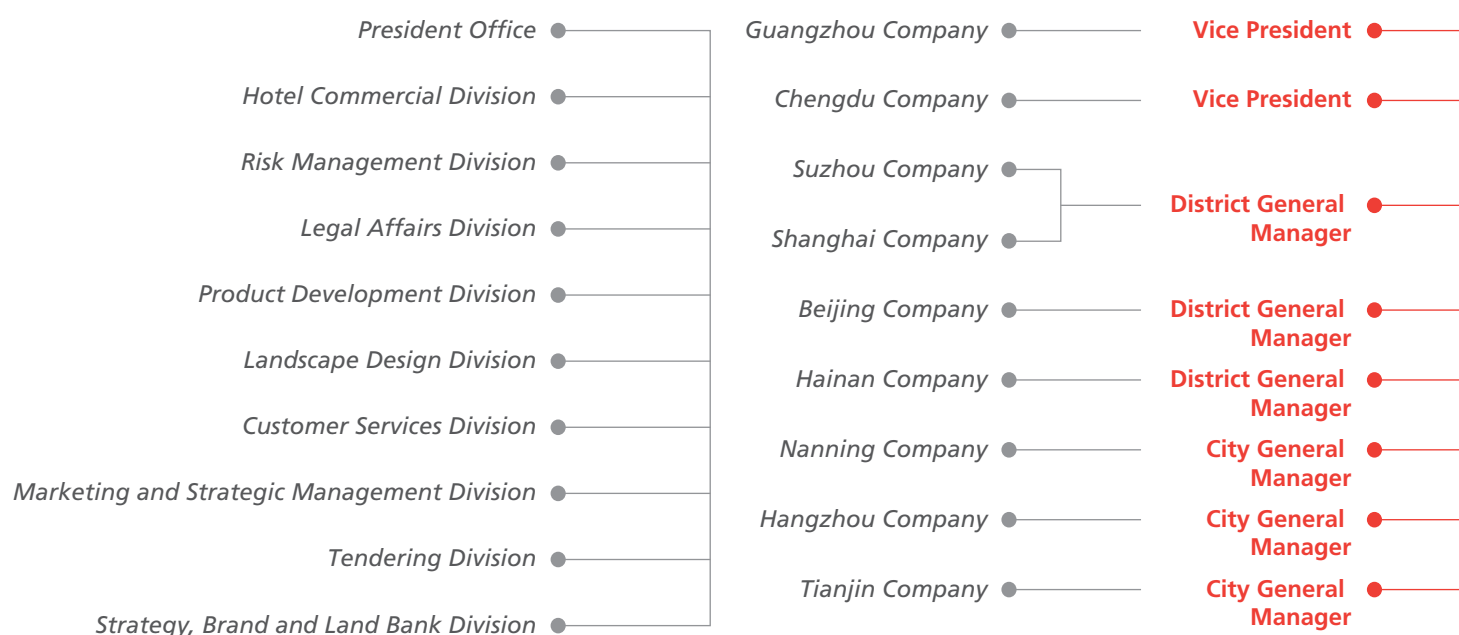 President Office
Hotel Commercial Division
Risk Management Division
Legal Affairs Division
Product Development Division
Landscape Design Division
Customer Services Division
Marketing and Strategic Management Division
Tendering Division
Strategy, Brand and Land Bank Division
Guangzhou Company
Chengdu Company
Suzhou Company
Shanghai Company
Beijing Company
Hainan Company
Nanning Company
Hangzhou Company
Tianjin Company
Vice President
Vice President
District General
Manager
District General
Manager
District General
Manager
City General
Manager
City General
Manager
City General
Manager